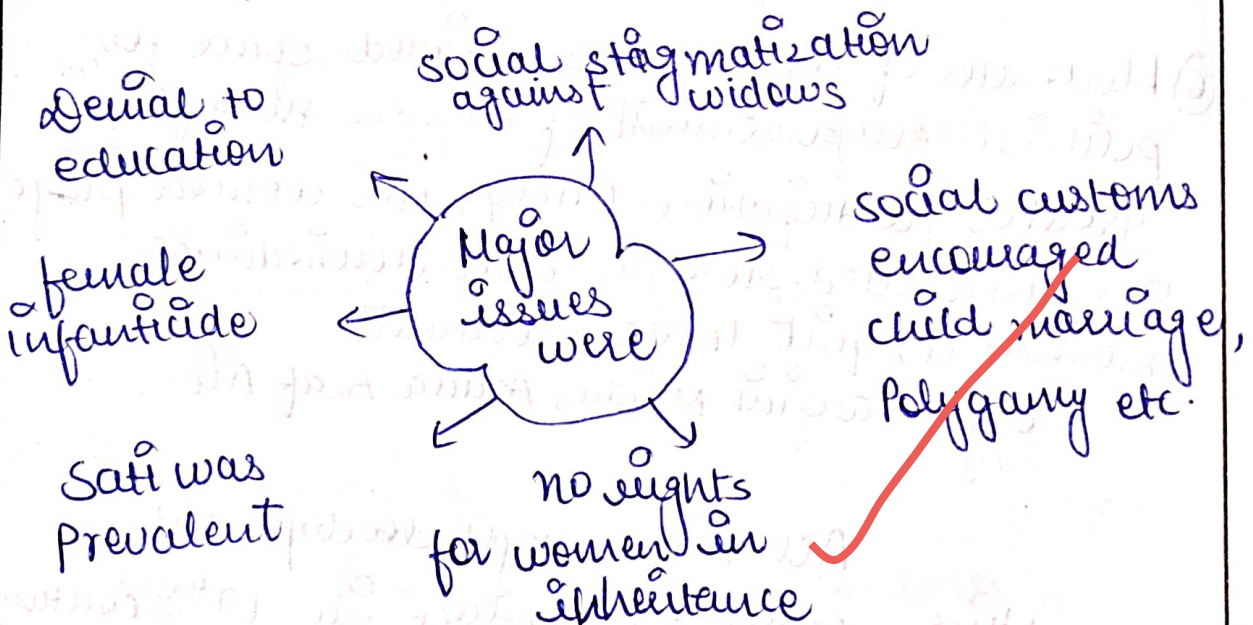 Major
issues
were
social stigmatization
against widows
social customs
encouraged
child marriage,
Polygamy etc.
no rights
for women in
inheritance
Sati was
Prevalent
female
infanticide
Denial to
education